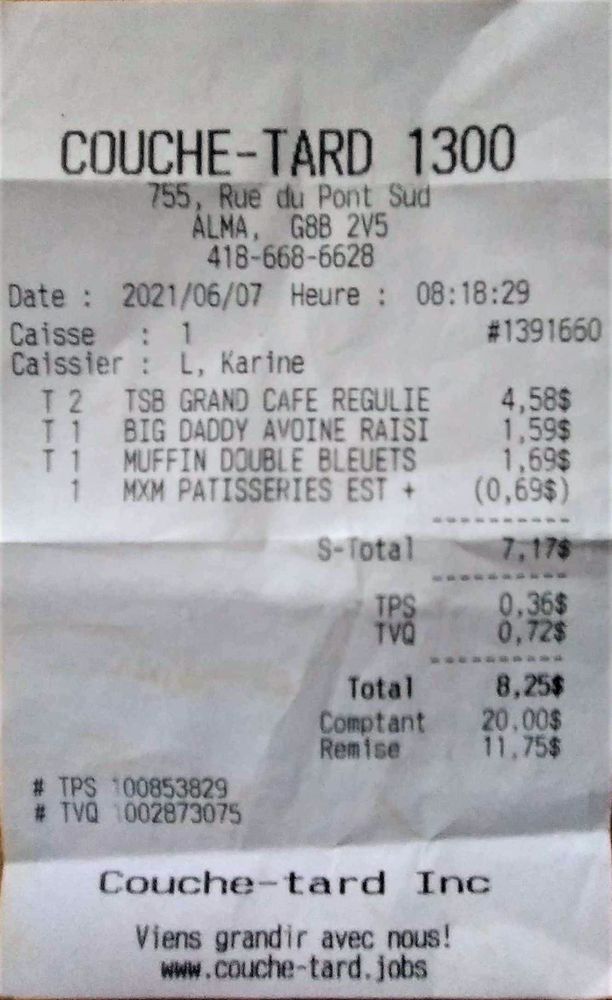 COUCHE-TARD 1300
755, Rue du Pont Sud
ALMA, G8B 2V5
418-668-6628
Date : 2021/06/07 Heure : 08:18:29
Caisse : 1 #1391660
Caissier : L, Karine
T 2 TSB GRAND CAFE REGULIE 4,58$
T 1 BIG DADDY AVOINE RAISI 1,59$
T 1 MUFFIN DOUBLE BLEUETS 1,69$
1 MXM PATISSERIES EST + (0,69$)
S-Total 7,17$
TPS 0,36$
TVQ 0,72$
Total 8,25$
Comptant 20,00$
Remise 11,75$
# TPS 100853829
# TVQ 1002873075
Couche-tard Inc
Viens grandir avec nous!
www.couche-tard.jobs